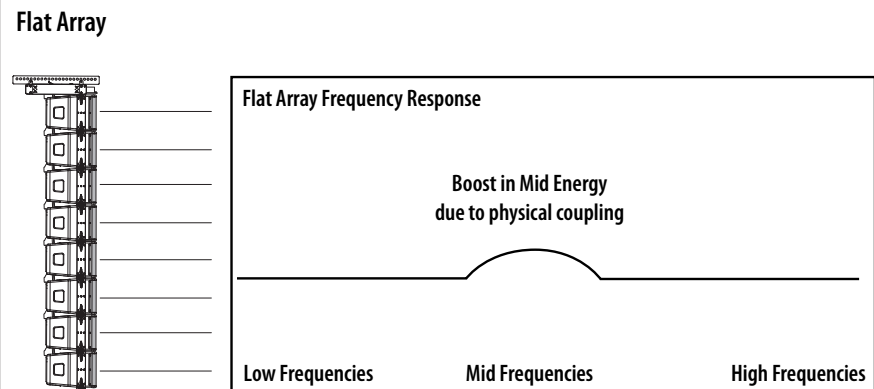 Flat Array
Flat Array Frequency Response
Boost in Mid Energy
due to physical coupling
Low Frequencies
Mid Frequencies
High Frequencies